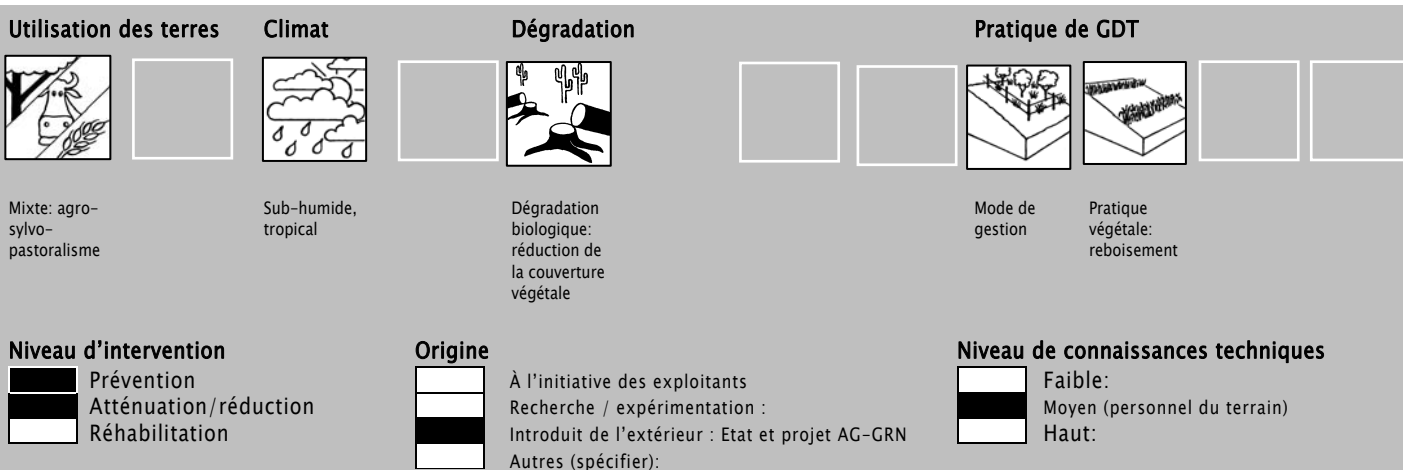 Utilisation des terres
Climat
Dégradation
Pratique de GDT
Mixte: agro-
sylvo-
pastoralisme
Sub-humide,
tropical
Dégradation
biologique:
réduction de
la couverture
végétale
Mode de
gestion
Pratique
végétale:
reboisement
Niveau d'intervention
Prévention
Atténuation/réduction
Réhabilitation
Origine
À l'initiative des exploitants
Recherche / expérimentation :
Introduit de l'extérieur : Etat et projet AG-GRN
Autres (spécifier):
Niveau de connaissances techniques
Faible:
Moyen (personnel du terrain)
Haut: